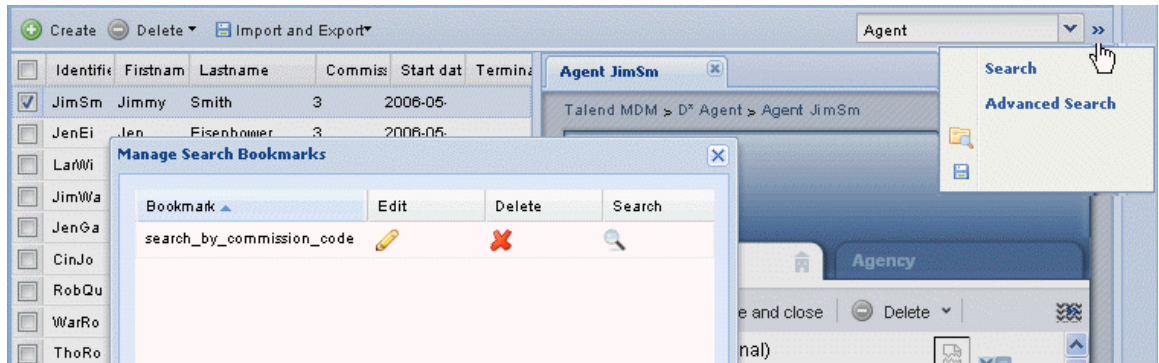 Create Delete Import and Export Agent
Identifie Firstnam Lastname Commiss Start dat Termina
JimSm Jimmy Smith 3 2006-05-
JenEi Jen Eisenhower 3 2006-05-
LarWi
JimWa
JenGa
CinJo
RobQu
WarRo
ThoRo
Agent JimSm
Talend MDM > D* Agent > Agent JimSm
Search
Advanced Search
Manage Search Bookmarks
Bookmark Edit Delete Search
search_by_commission_code
Agency
e and close Delete
nal)